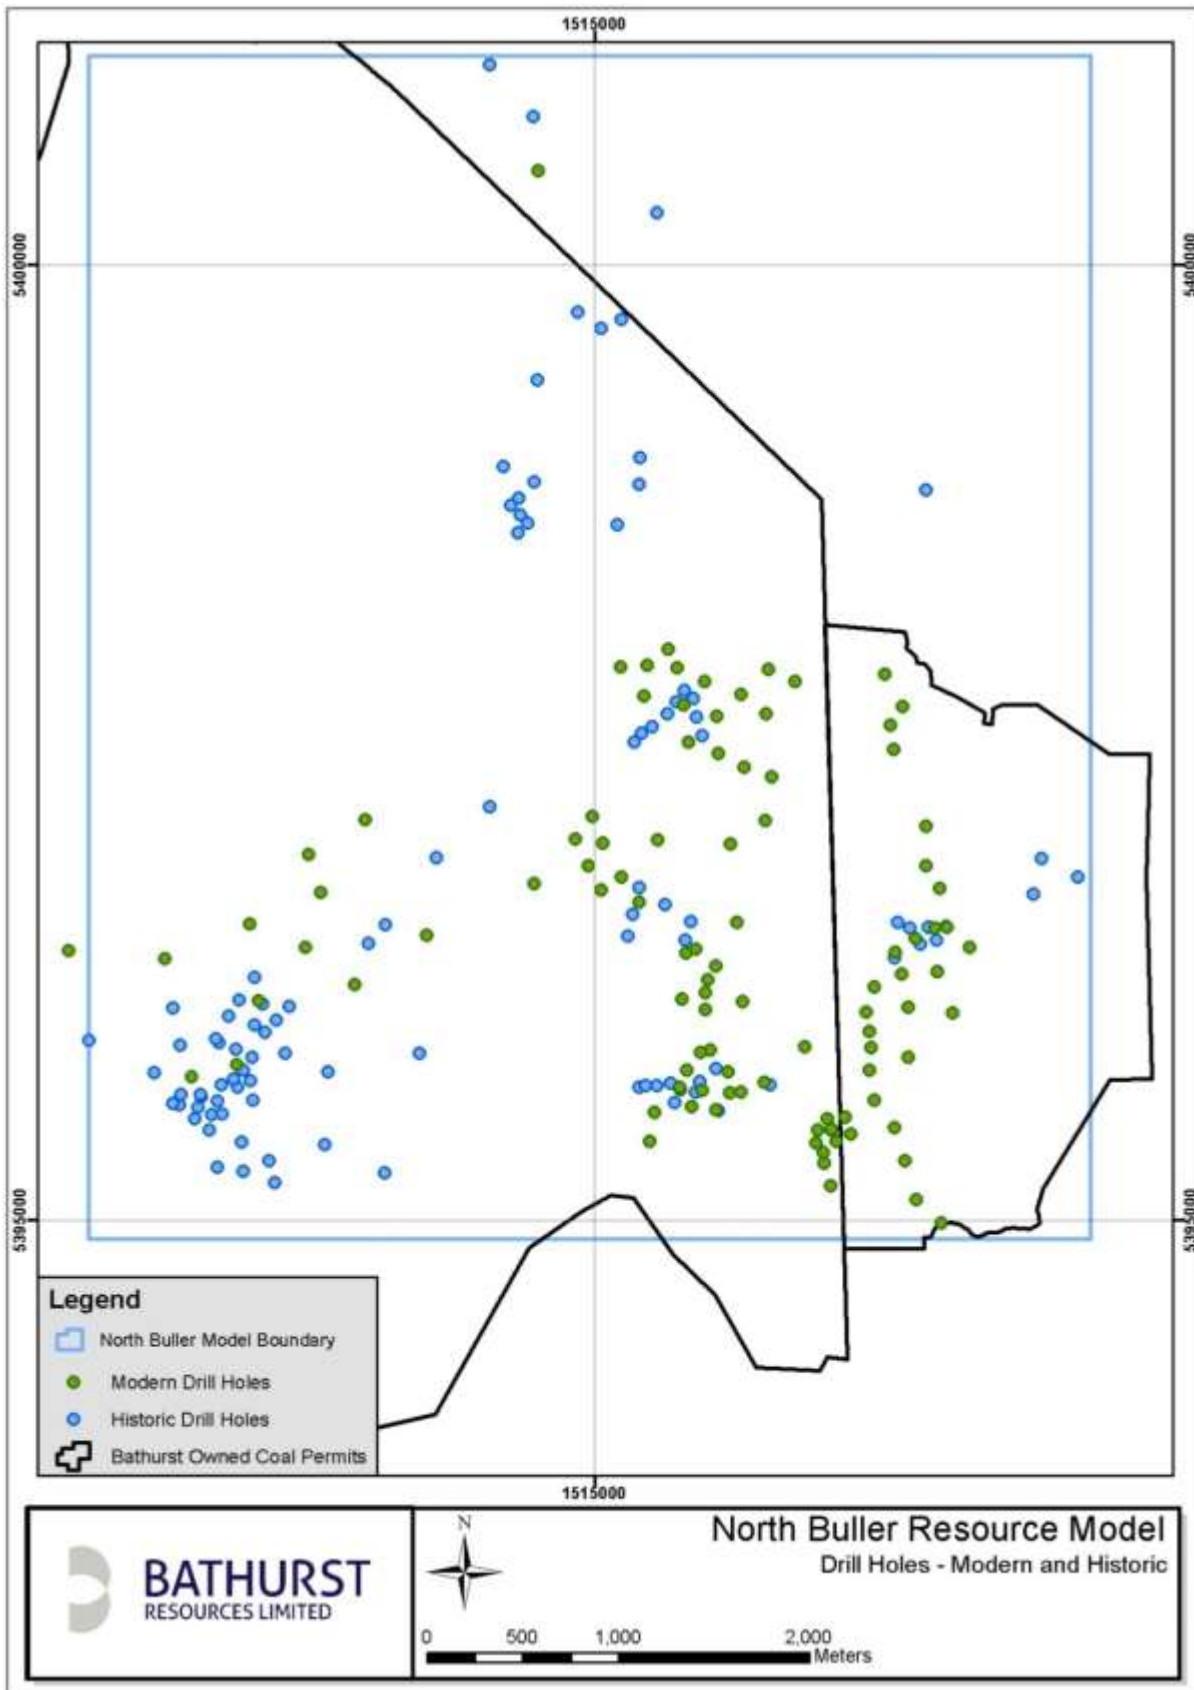 1515000
5400000
5400000
5395000
5395000
Legend
North Buller Model Boundary
Modern Drill Holes
Historic Drill Holes
Bathurst Owned Coal Permits
1515000
BATHURST
RESOURCES LIMITED
N
North Buller Resource Model
Drill Holes - Modern and Historic
0 500 1,000 2,000
Meters